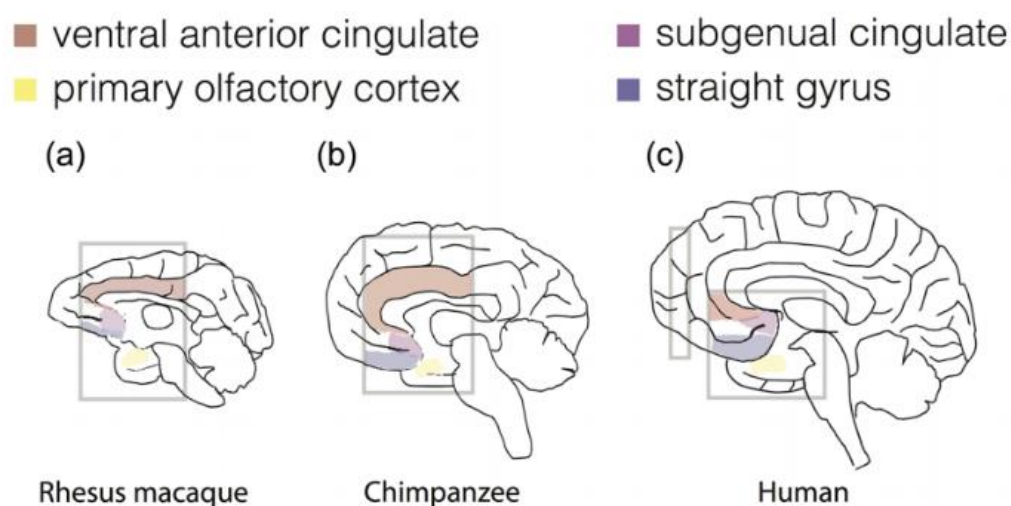 ventral anterior cingulate
subgenual cingulate
primary olfactory cortex
straight gyrus
(a)
(b)
(c)
Rhesus macaque
Chimpanzee
Human